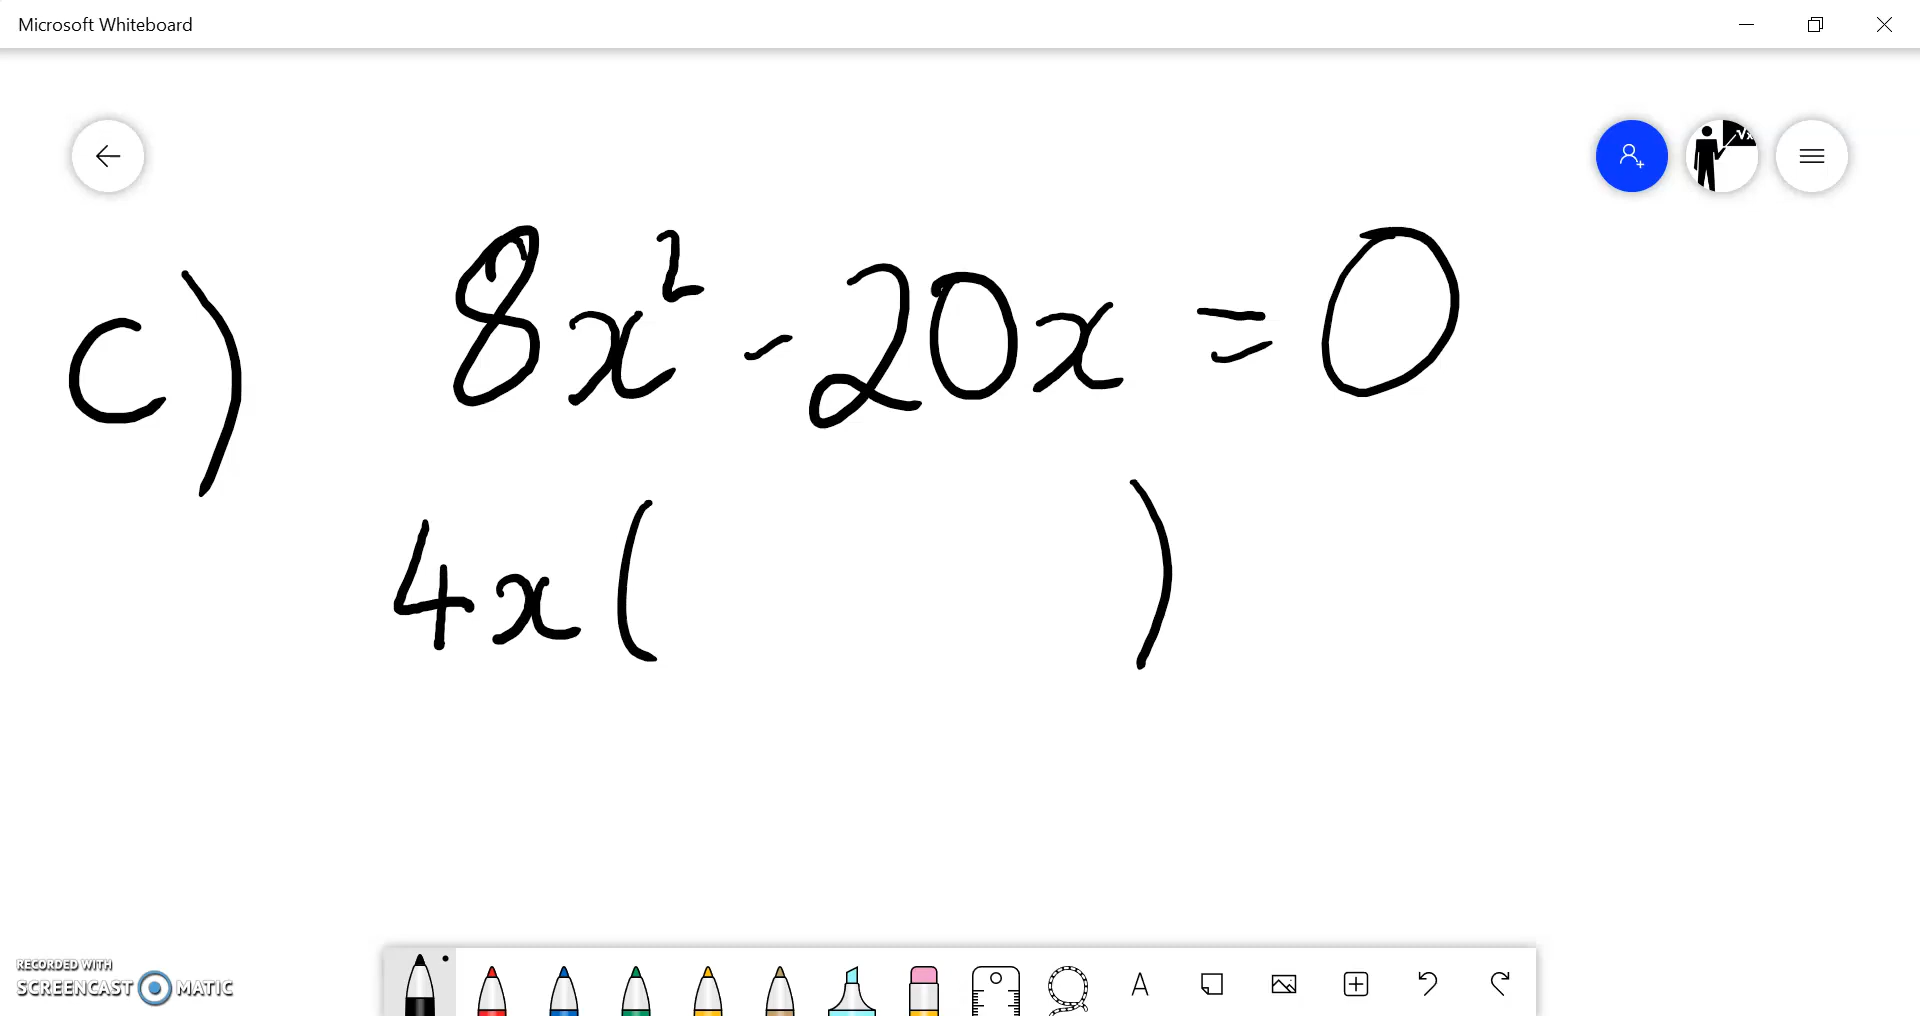 Microsoft Whiteboard
√x
c) 8x² - 20x = 0
4x (            )
RECORDED WITH
SCREENCAST MATIC
A